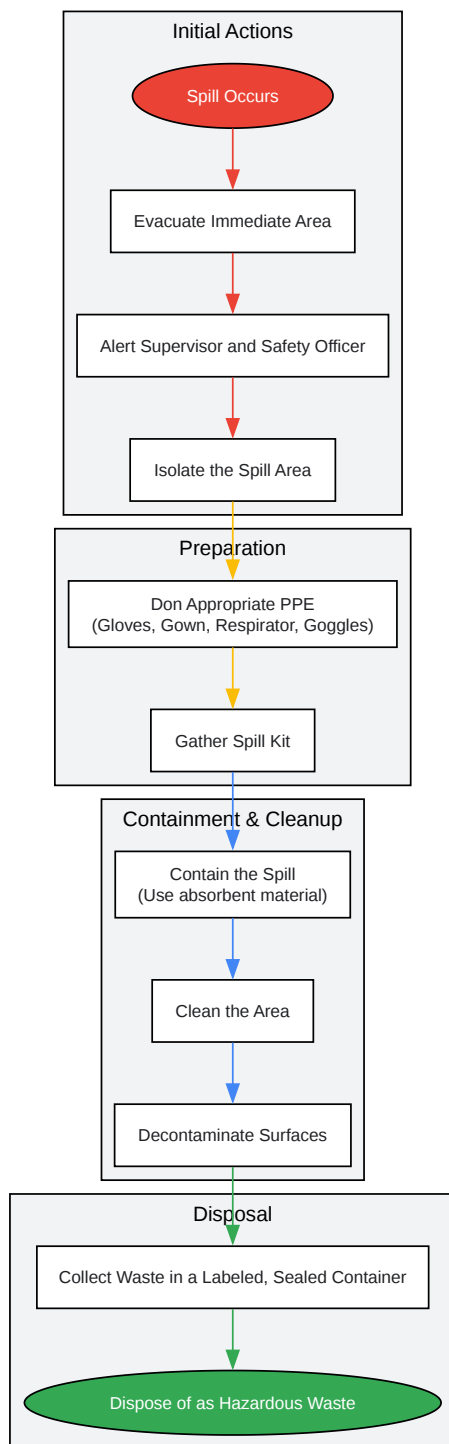 Initial Actions
Spill Occurs
Evacuate Immediate Area
Alert Supervisor and Safety Officer
Isolate the Spill Area
Preparation
Don Appropriate PPE
(Gloves, Gown, Respirator, Goggles)
Gather Spill Kit
Containment & Cleanup
Contain the Spill
(Use absorbent material)
Clean the Area
Decontaminate Surfaces
Disposal
Collect Waste in a Labeled, Sealed Container
Dispose of as Hazardous Waste